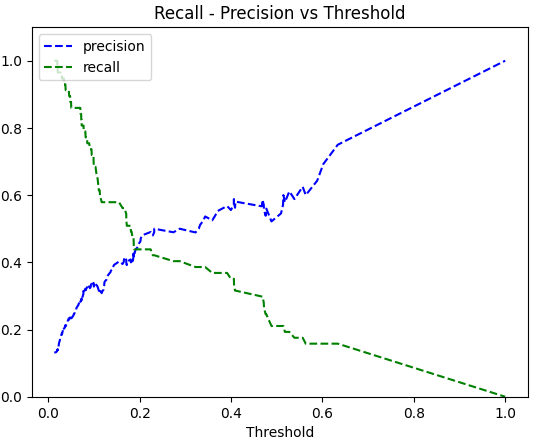 Recall - Precision vs Threshold
precision
recall
1.0
0.8
0.6
0.4
0.2
0.0
0.0 0.2 0.4 0.6 0.8 1.0
Threshold